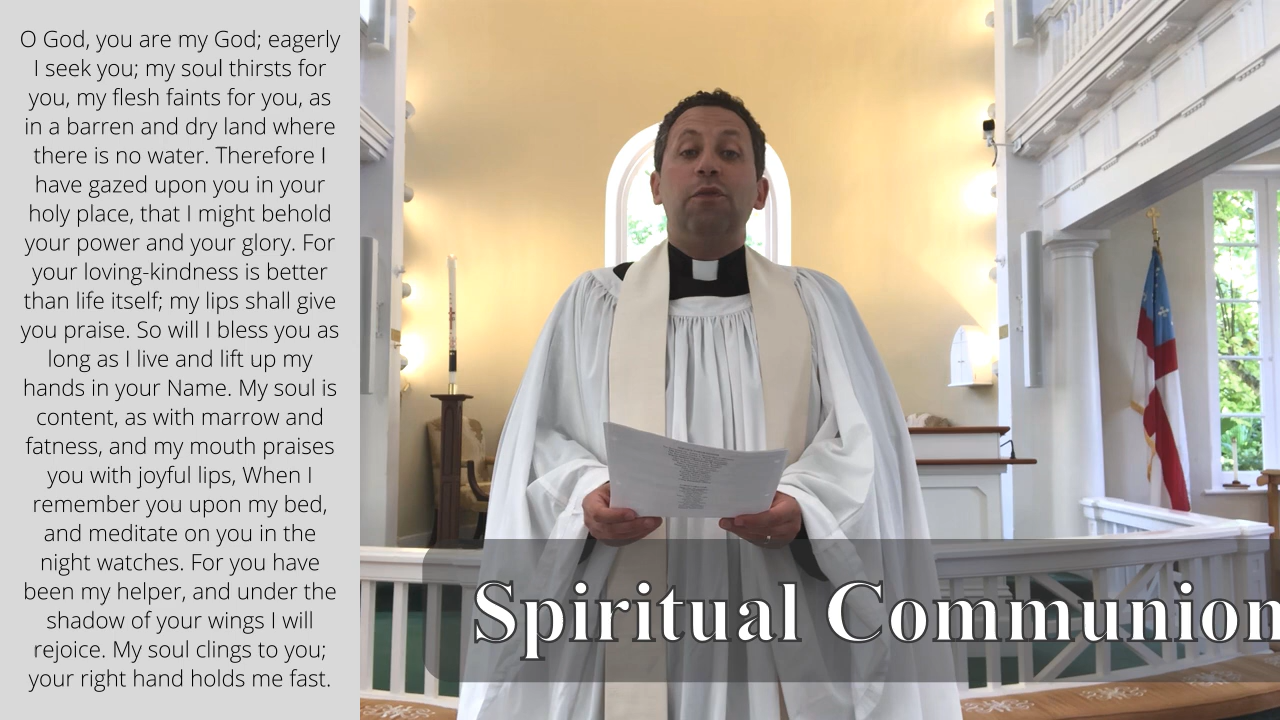 O God, you are my God; eagerly
I seek you; my soul thirsts for
you, my flesh faints for you, as
in a barren and dry land where
there is no water. Therefore I
have gazed upon you in your
holy place, that I might behold
your power and your glory. For
your loving-kindness is better
than life itself; my lips shall give
you praise. So will I bless you as
long as I live and lift up my
hands in your Name. My soul is
content, as with marrow and
fatness, and my mouth praises
you with joyful lips, When I
remember you upon my bed,
and meditate on you in the
night watches. For you have
been my helper, and under the
shadow of your wings I will
rejoice. My soul clings to you;
your right hand holds me fast.
Spiritual Communion